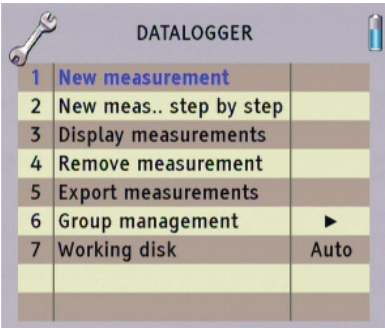 DATALOGGER
1 New measurement
2 New meas.. step by step
3 Display measurements
4 Remove measurement
5 Export measurements
6 Group management ►
7 Working disk Auto